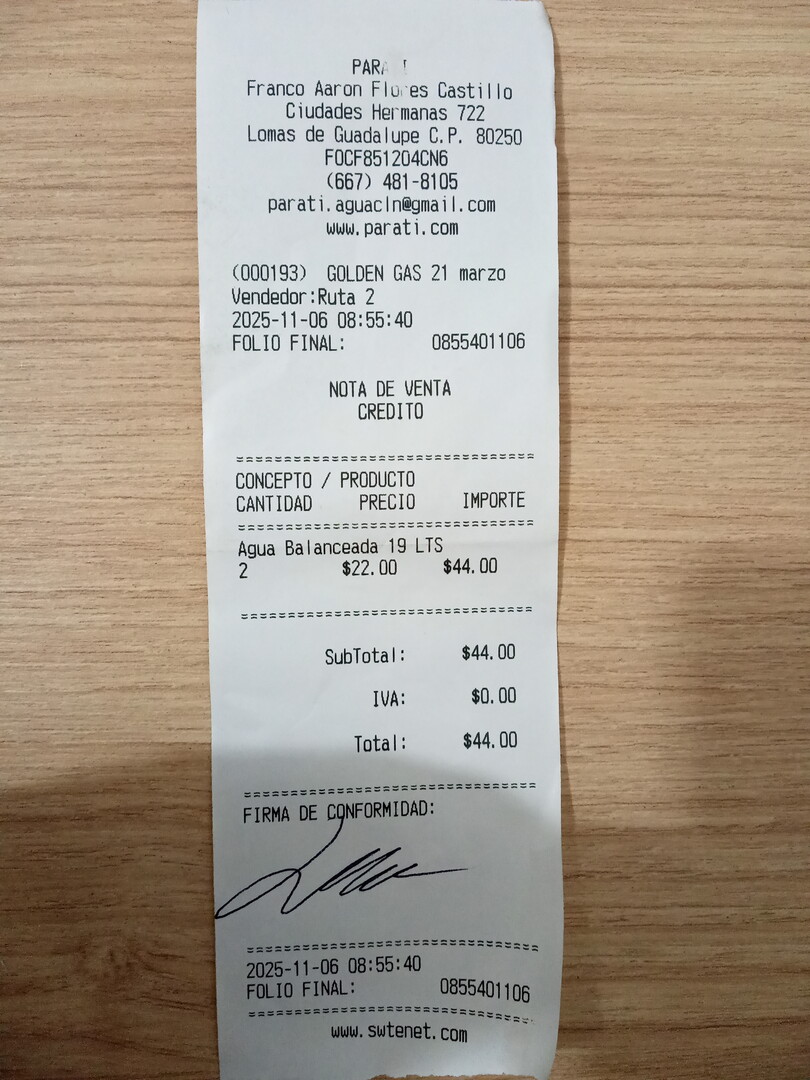 Franco Aaron Flores Castillo
Ciudades Hermanas 722
Lomas de Guadalupe C.P. 80250
FOCF851204CN6
(667) 481-8105
parati.aguacln@gmail.com
www.parati.com
(000193) GOLDEN GAS 21 marzo
Vendedor:Ruta 2
2025-11-06 08:55:40
FOLIO FINAL: 0855401106
NOTA DE VENTA
CREDITO
CONCEPTO / PRODUCTO
CANTIDAD PRECIO IMPORTE
Agua Balanceada 19 LTS
2 $22.00 $44.00
SubTotal: $44.00
IVA: $0.00
Total: $44.00
FIRMA DE CONFORMIDAD:
2025-11-06 08:55:40
FOLIO FINAL: 0855401106
www.swtenet.com